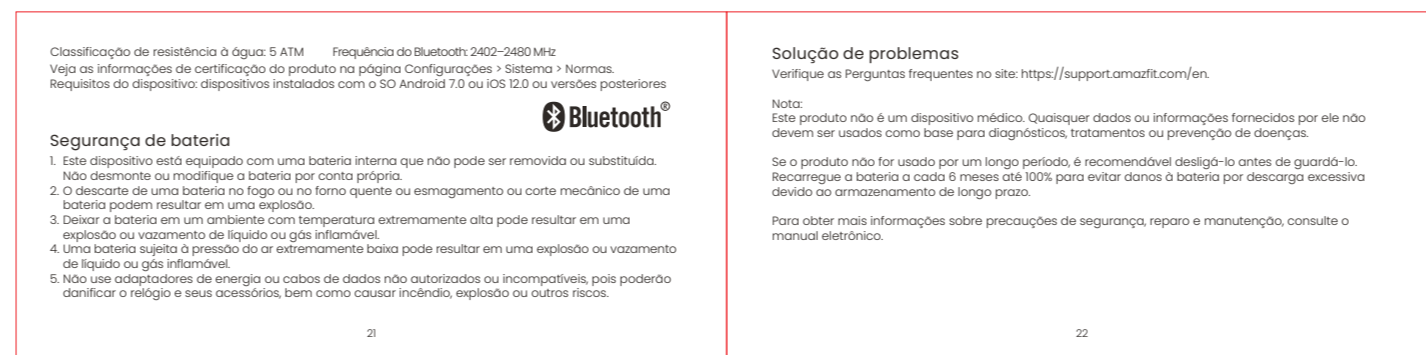 Classificação de resistência à água: 5 ATM Frequência do Bluetooth: 2402-2480 MHz
Veja as informações de certificação do produto na página Configurações > Sistema > Normas.
Requisitos do dispositivo: dispositivos instalados com o SO Android 7.0 ou iOS 12.0 ou versões posteriores
Bluetooth®
Segurança de bateria
1. Este dispositivo está equipado com uma bateria interna que não pode ser removida ou substituída.
Não desmonte ou modifique a bateria por conta própria.
2. O descarte de uma bateria no fogo ou no forno quente ou esmagamento ou corte mecânico de uma
bateria podem resultar em uma explosão.
3. Deixar a bateria em um ambiente com temperatura extremamente alta pode resultar em uma
explosão ou vazamento de líquido ou gás inflamável.
4. Uma bateria sujeita à pressão do ar extremamente baixa pode resultar em uma explosão ou vazamento
de líquido ou gás inflamável.
5. Não use adaptadores de energia ou cabos de dados não autorizados ou incompatíveis, pois poderão
danificar o relógio e seus acessórios, bem como causar incêndio, explosão ou outros riscos.
21
Solução de problemas
Verifique as Perguntas frequentes no site: https://support.amazfit.com/en.
Nota:
Este produto não é um dispositivo médico. Quaisquer dados ou informações fornecidos por ele não
devem ser usados como base para diagnósticos, tratamentos ou prevenção de doenças.
Se o produto não for usado por um longo período, é recomendável desligá-lo antes de guardá-lo.
Recarregue a bateria a cada 6 meses até 100% para evitar danos à bateria por descarga excessiva
devido ao armazenamento de longo prazo.
Para obter mais informações sobre precauções de segurança, reparo e manutenção, consulte o
manual eletrônico.
22